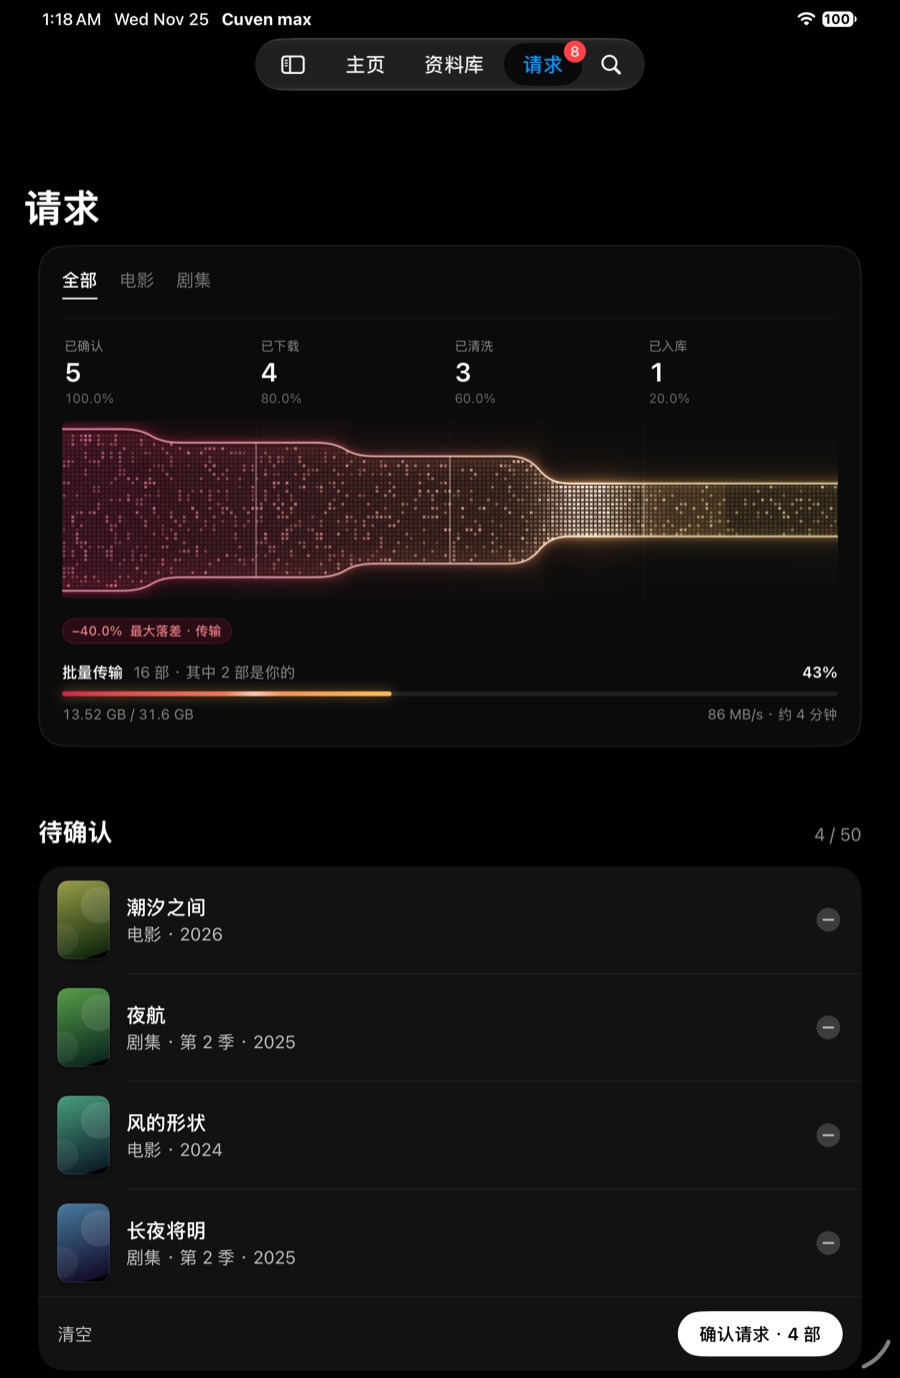 1:18 AM Wed Nov 25 Cuven max 100
主页 资料库 请求 8
请求
全部 电影 剧集
已确认 已下载 已清洗 已入库
5 4 3 1
100.0% 80.0% 60.0% 20.0%
−40.0% 最大落差 · 传输
批量传输 16 部 · 其中 2 部是你的 43%
13.52 GB / 31.6 GB 86 MB/s · 约 4 分钟
待确认 4 / 50
潮汐之间
电影 · 2026
夜航
剧集 · 第 2 季 · 2025
风的形状
电影 · 2024
长夜将明
剧集 · 第 2 季 · 2025
清空 确认请求 · 4 部